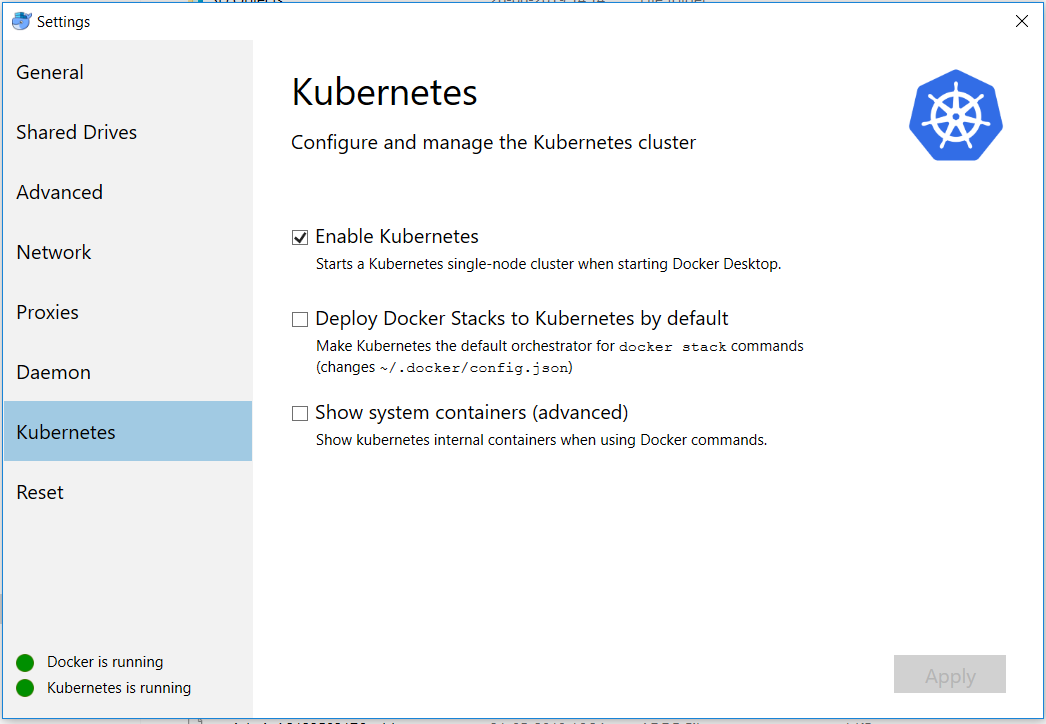 Settings
General
Shared Drives
Advanced
Network
Proxies
Daemon
Kubernetes
Reset
Docker is running
Kubernetes is running
Kubernetes
Configure and manage the Kubernetes cluster
Enable Kubernetes
Starts a Kubernetes single-node cluster when starting Docker Desktop.
Deploy Docker Stacks to Kubernetes by default
Make Kubernetes the default orchestrator for docker stack commands
(changes ~/.docker/config.json)
Show system containers (advanced)
Show kubernetes internal containers when using Docker commands.
Apply